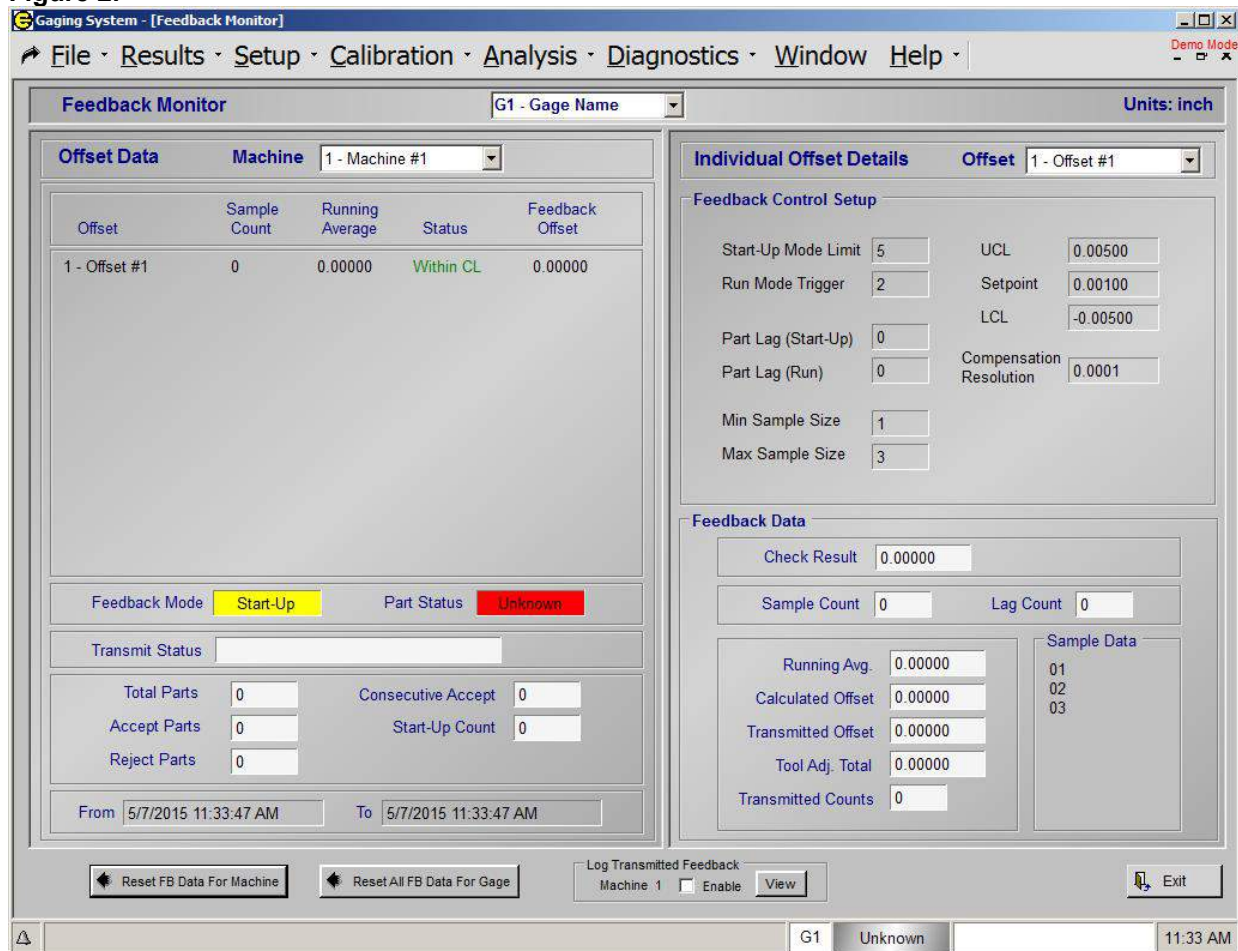 Figure 2.
Gaging System - [Feedback Monitor]
File Results Setup Calibration Analysis Diagnostics Window Help
Demo Mode
Feedback Monitor G1 - Gage Name Units: inch
Offset Data Machine 1 - Machine #1
Offset Sample Count Running Average Status Feedback Offset
1 - Offset #1 0 0.00000 Within CL 0.00000
Feedback Mode Start-Up Part Status Unknown
Transmit Status
Total Parts 0 Consecutive Accept 0
Accept Parts 0 Start-Up Count 0
Reject Parts 0
From 5/7/2015 11:33:47 AM To 5/7/2015 11:33:47 AM
Individual Offset Details Offset 1 - Offset #1
Feedback Control Setup
Start-Up Mode Limit 5 UCL 0.00500
Run Mode Trigger 2 Setpoint 0.00100
LCL -0.00500
Part Lag (Start-Up) 0
Part Lag (Run) 0 Compensation Resolution 0.0001
Min Sample Size 1
Max Sample Size 3
Feedback Data
Check Result 0.00000
Sample Count 0 Lag Count 0
Running Avg. 0.00000
Calculated Offset 0.00000
Transmitted Offset 0.00000
Tool Adj. Total 0.00000
Transmitted Counts 0
Sample Data
01
02
03
Reset FB Data For Machine Reset All FB Data For Gage
Log Transmitted Feedback
Machine 1 Enable View
Exit
G1 Unknown 11:33 AM